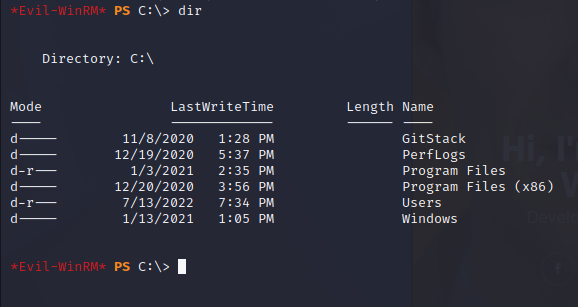 *Evil-WinRM* PS C:\> dir
Directory: C:\
Mode LastWriteTime Length Name
---- ------------- ------ ----
d----- 11/8/2020 1:28 PM GitStack
d----- 12/19/2020 5:37 PM PerfLogs
d-r--- 1/3/2021 2:35 PM Program Files
d----- 12/20/2020 3:56 PM Program Files (x86)
d-r--- 7/13/2022 7:34 PM Users
d----- 1/13/2021 1:05 PM Windows
*Evil-WinRM* PS C:\>
Hi, I'